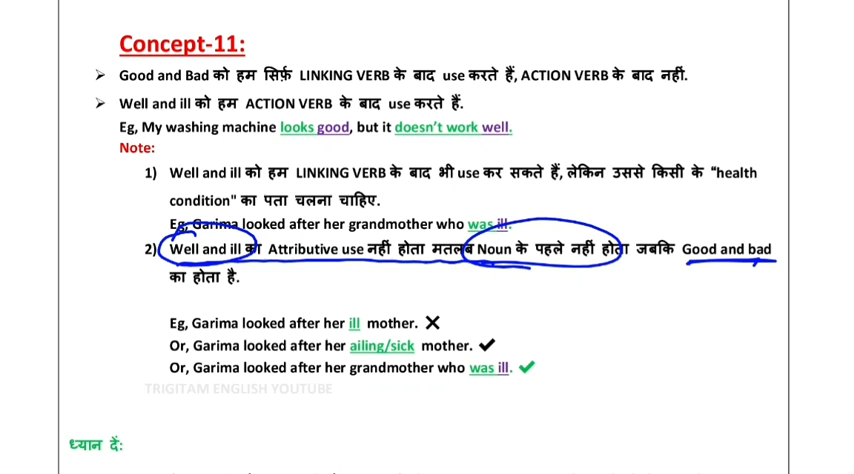 Concept-11:
➢ Good and Bad को हम सिर्फ़ LINKING VERB के बाद use करते हैं, ACTION VERB के बाद नहीं.
➢ Well and ill को हम ACTION VERB के बाद use करते हैं.
Eg, My washing machine looks good, but it doesn't work well.
Note:
1) Well and ill को हम LINKING VERB के बाद भी use कर सकते हैं, लेकिन उससे किसी के "health
condition" का पता चलना चाहिए.
Eg, Garima looked after her grandmother who was ill.
2) Well and ill का Attributive use नहीं होता मतलब Noun के पहले नहीं होता जबकि Good and bad
का होता है.
Eg, Garima looked after her ill mother. ✕
Or, Garima looked after her ailing/sick mother. ✓
Or, Garima looked after her grandmother who was ill. ✓
TRIGITAM ENGLISH YOUTUBE
ध्यान दें: